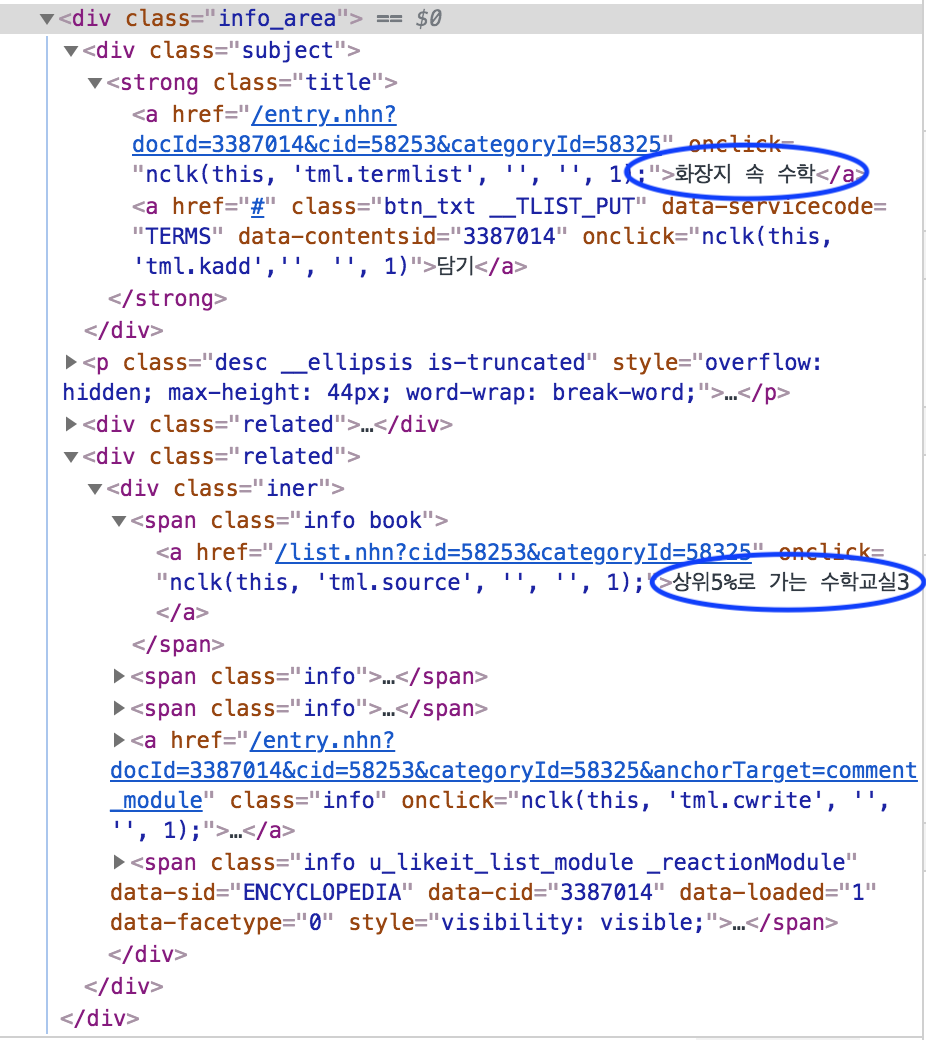 ▼<div class="info_area"> == $0
▼<div class="subject">
▼<strong class="title">
<a href="/entry.nhn?
docId=3387014&cid=58253&categoryId=58325" onclick=
"nclk(this, 'tml.termlist', '', '', 1);">화장지 속 수학</a>
<a href="#" class="btn_txt __TLIST_PUT" data-servicecode=
"TERMS" data-contentsid="3387014" onclick="nclk(this,
'tml.kadd','', '', 1)">담기</a>
</strong>
</div>
▶<p class="desc __ellipsis is-truncated" style="overflow:
hidden; max-height: 44px; word-wrap: break-word;">…</p>
▶<div class="related">…</div>
▼<div class="related">
▼<div class="iner">
▼<span class="info book">
<a href="/list.nhn?cid=58253&categoryId=58325" onclick=
"nclk(this, 'tml.source', '', '', 1);">상위5%로 가는 수학교실3
</a>
</span>
▶<span class="info">…</span>
▶<span class="info">…</span>
▶<a href="/entry.nhn?
docId=3387014&cid=58253&categoryId=58325&anchorTarget=comment
_module" class="info" onclick="nclk(this, 'tml.cwrite', '',
'', 1);">…</a>
▶<span class="info u_likeit_list_module _reactionModule"
data-sid="ENCYCLOPEDIA" data-cid="3387014" data-loaded="1"
data-facetype="0" style="visibility: visible;">…</span>
</div>
</div>
</div>